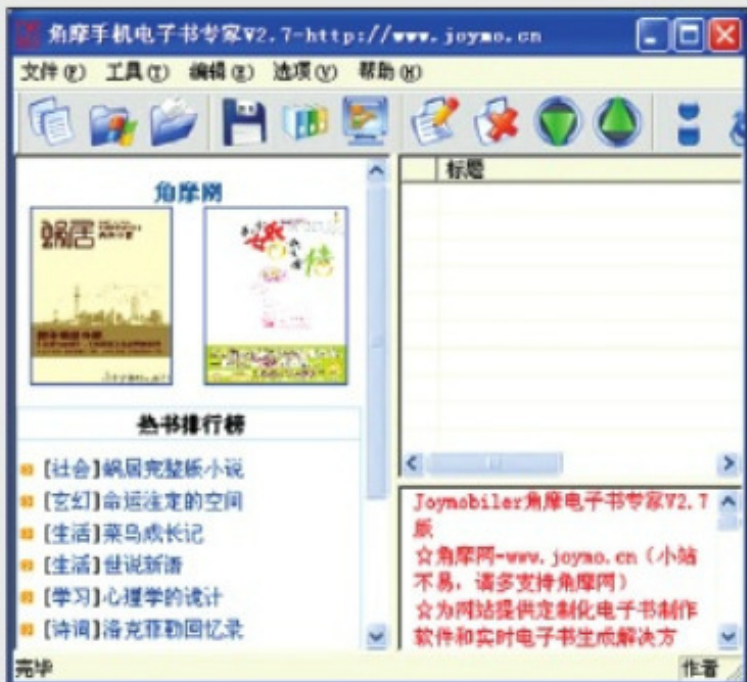 角摩手机电子书专家V2.7-http://www.joymo.cn
文件(F) 工具(T) 编辑(E) 选项(V) 帮助(H)
角摩网
蜗居
热书排行榜
[社会]蜗居完整版小说
[玄幻]命运注定的空间
[生活]菜鸟成长记
[生活]世说新语
[学习]心理学的诡计
[诗词]洛克菲勒回忆录
标题
Joymobiler角摩电子书专家V2.7
版
☆角摩网-www.joymo.cn(小站
不易，请多支持角摩网)
☆为网站提供定制化电子书制作
软件和实时电子书生成解决方
完毕
作者